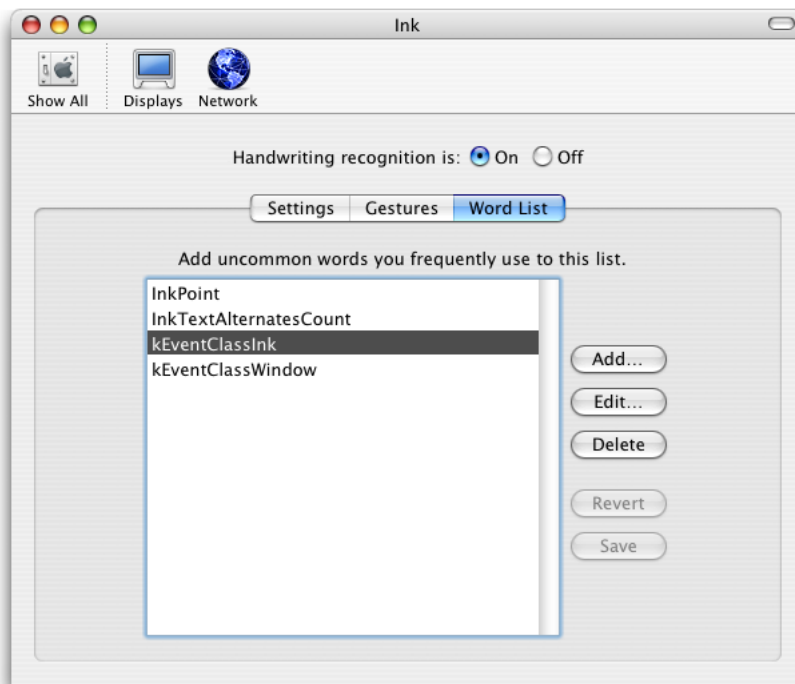 Ink
Show All Displays Network
Handwriting recognition is: On Off
Settings Gestures Word List
Add uncommon words you frequently use to this list.
InkPoint
InkTextAlternatesCount
kEventClassInk
kEventClassWindow
Add...
Edit...
Delete
Revert
Save